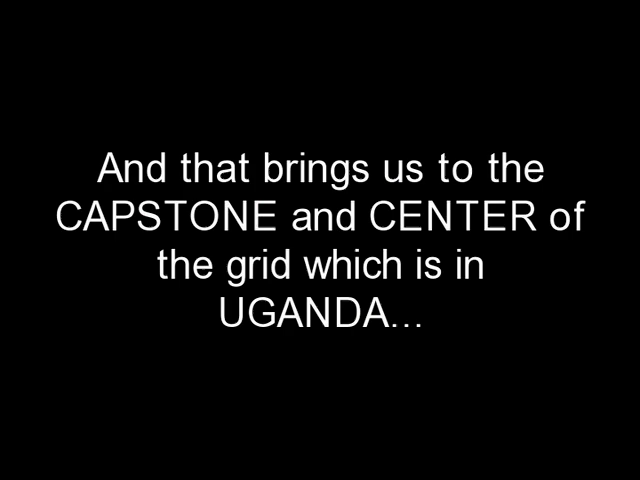 And that brings us to the
CAPSTONE and CENTER of
the grid which is in
UGANDA...